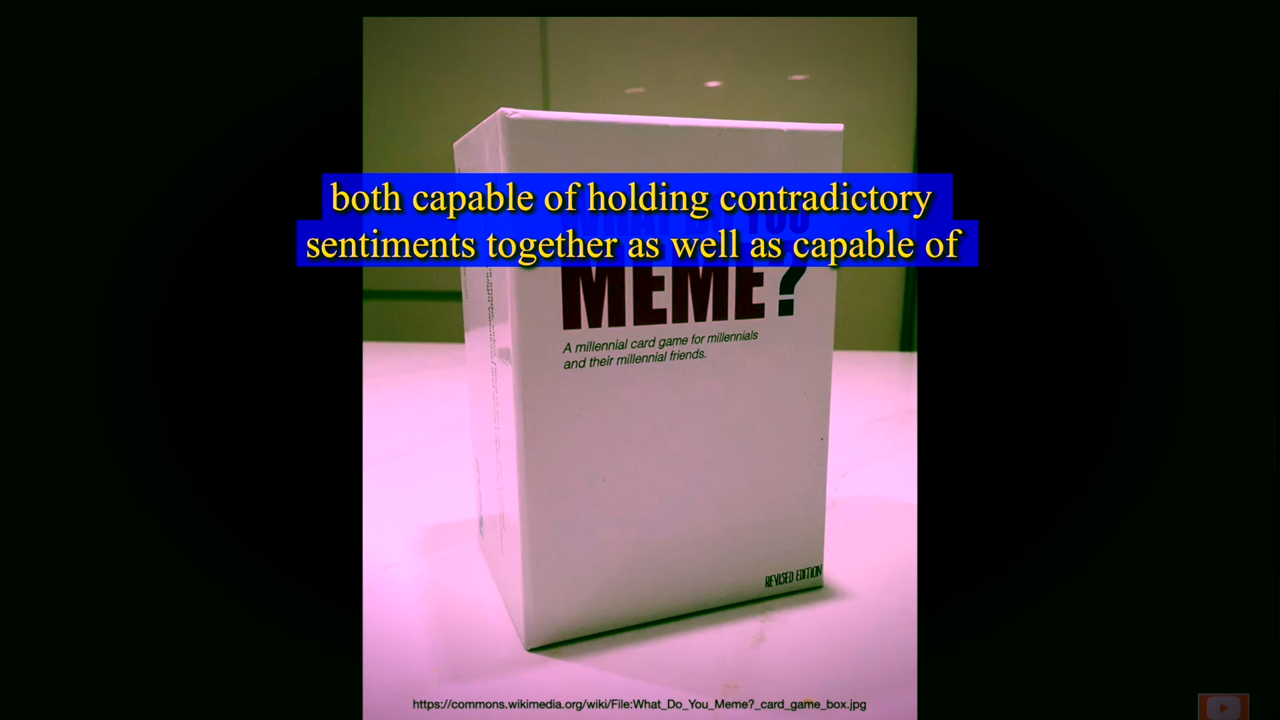 both capable of holding contradictory
sentiments together as well as capable of
MEME?
A millennial card game for millennials
and their millennial friends.
REVISED EDITION
https://commons.wikimedia.org/wiki/File:What_Do_You_Meme?_card_game_box.jpg